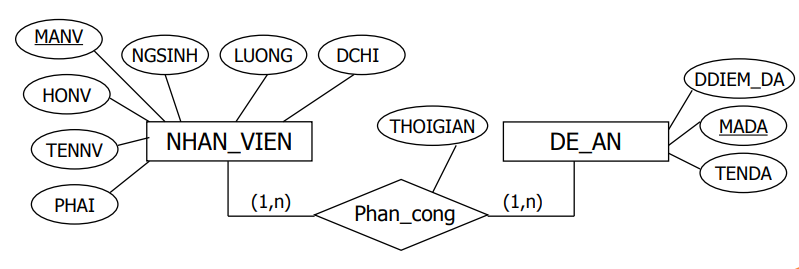 MANV
NGSINH
LUONG
DCHI
HONV
TENNV
PHAI
NHAN_VIEN
THOIGIAN
DE_AN
DDIEM_DA
MADA
TENDA
(1,n)
Phan_cong
(1,n)